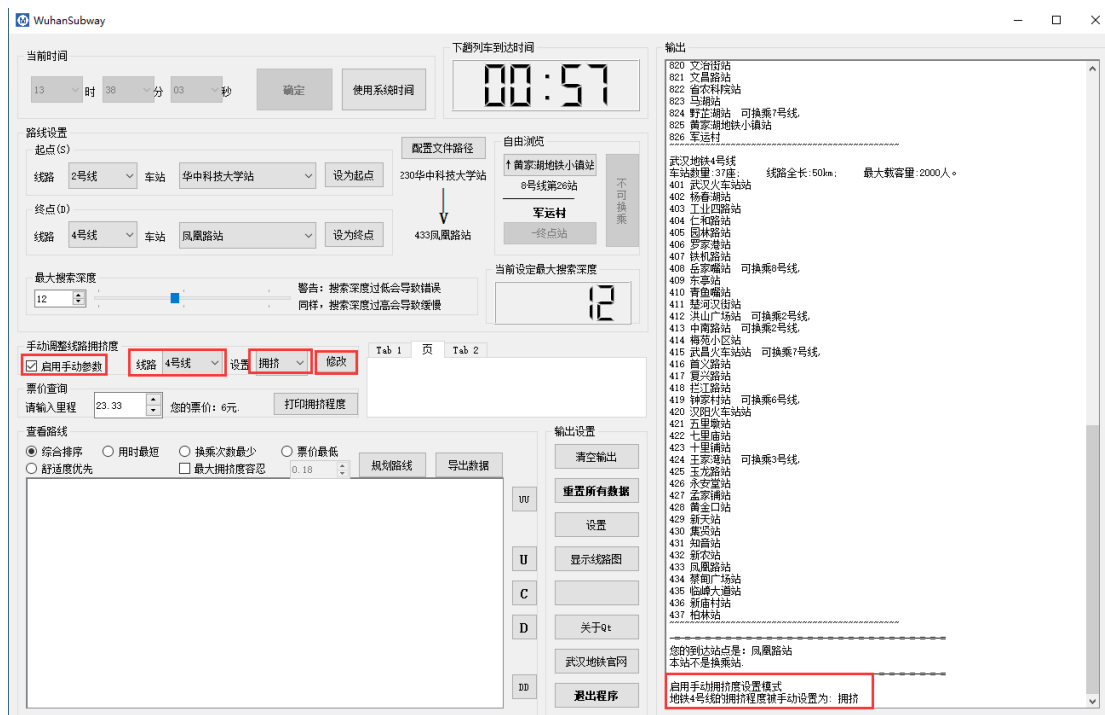 WuhanSubway
当前时间
13 时 38 分 03 秒
确定
使用系统时间
下趟列车到达时间
00:57
路线设置
起点(S)
线路 2号线 车站 华中科技大学站 设为起点
终点(D)
线路 4号线 车站 凤凰路站 设为终点
配置文件路径
230华中科技大学站
433凤凰路站
自由浏览
↑黄家湖地铁小镇站
8号线第26站
军运村
-终点站
不可换乘
最大搜索深度
12
警告：搜索深度过低会导致错误
同样，搜索深度过高会导致缓慢
当前设定最大搜索深度
12
手动调整线路拥挤度
启用手动参数 线路 4号线 设置 拥挤 修改
Tab 1 页 Tab 2
票价查询
请输入里程 23.33 您的票价：6元. 打印拥挤程度
查看路线
综合排序 用时最短 换乘次数最少 票价最低
舒适度优先 最大拥挤度容忍 0.18 规划路线 导出数据
UU
U
C
D
DD
输出设置
清空输出
重置所有数据
设置
显示线路图
关于Qt
武汉地铁官网
退出程序
输出
820 文治街站
821 文昌路站
822 省农科院站
823 马湖站
824 野芷湖站 可换乘7号线,
825 黄家湖地铁小镇站
826 军运村
~~~~~~~~~~~~~~~~~~~~~~~~~~~~~~~~~~~~~~
武汉地铁4号线
车站数量:37座; 线路全长:50km; 最大载容量:2000人。
401 武汉火车站站
402 杨春湖站
403 工业四路站
404 仁和路站
405 园林路站
406 罗家港站
407 铁机路站
408 岳家嘴站 可换乘8号线,
409 东亭站
410 青鱼嘴站
411 楚河汉街站
412 洪山广场站 可换乘2号线,
413 中南路站 可换乘2号线,
414 梅苑小区站
415 武昌火车站站 可换乘7号线,
416 首义路站
417 复兴路站
418 拦江路站
419 钟家村站 可换乘6号线,
420 汉阳火车站站
421 五里墩站
422 七里庙站
423 十里铺站
424 王家湾站 可换乘3号线,
425 玉龙路站
426 永安堂站
427 孟家铺站
428 黄金口站
429 新天站
430 集贤站
431 知音站
432 新农站
433 凤凰路站
434 蔡甸广场站
435 临嶂大道站
436 新庙村站
437 柏林站
~~~~~~~~~~~~~~~~~~~~~~~~~~~~~~~~~~~~~~
-=-=-=-=-=-=-=-=-=-=-=-=-=-=-=-=-=-=
您的到达站点是：凤凰路站
本站不是换乘站.
-=-=-=-=-=-=-=-=-=-=-=-=-=-=-=-=-=-=
启用手动拥挤度设置模式
地铁4号线的拥挤程度被手动设置为: 拥挤